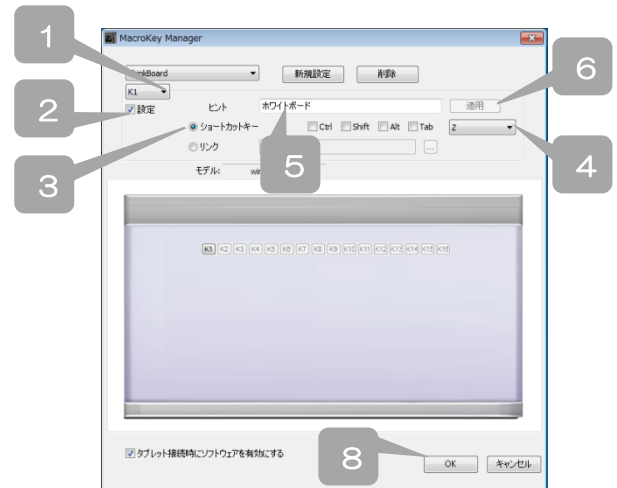 MacroKey Manager
1
新規設定 削除
6
K1
2
設定 ヒント ホワイトボード 適用
3
ショートカットキー Ctrl Shift Alt Tab Z
リンク ...
5
4
モデル:
K1 K2 K3 K4 K5 K6 K7 K8 K9 K10 K11 K12 K13 K14 K15 K16
タブレット接続時にソフトウェアを有効にする
8
OK キャンセル